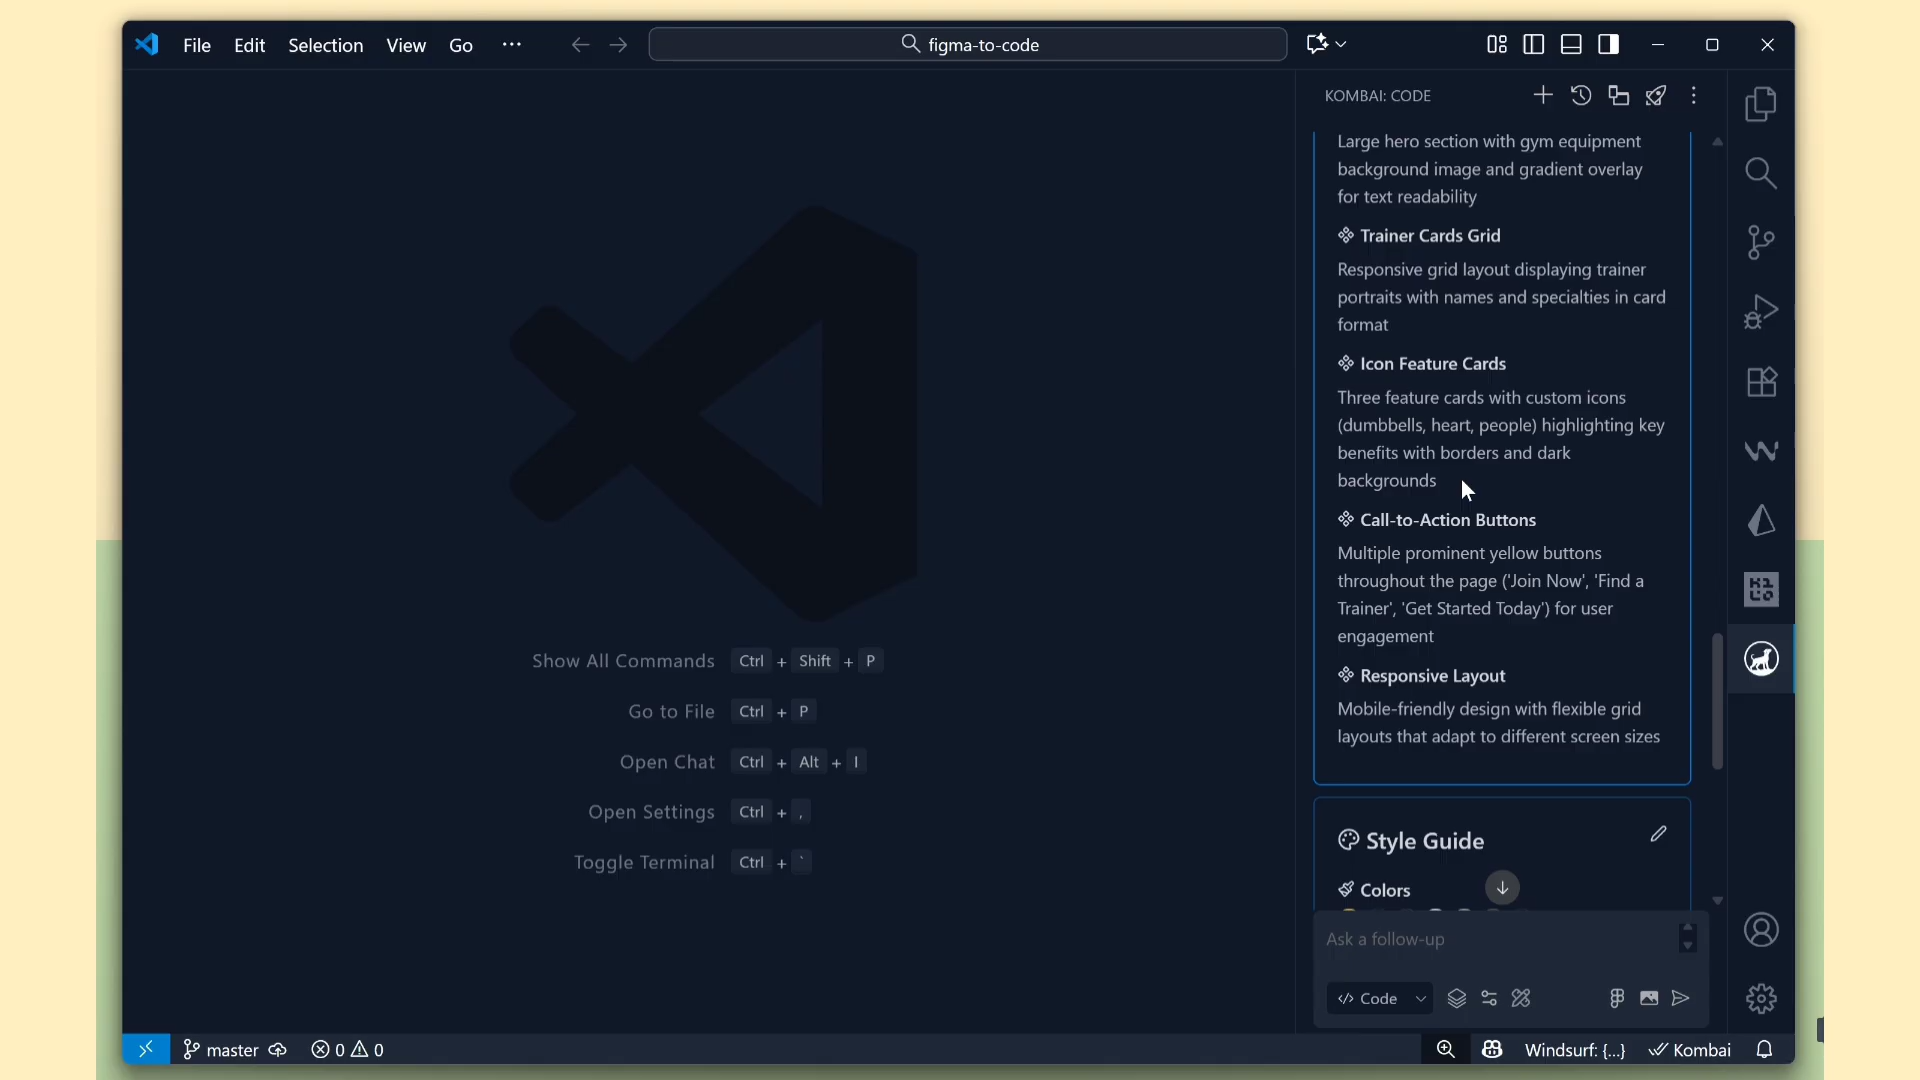 File Edit Selection View Go ···
figma-to-code
KOMBAI: CODE
Large hero section with gym equipment
background image and gradient overlay
for text readability
Trainer Cards Grid
Responsive grid layout displaying trainer
portraits with names and specialties in card
format
Icon Feature Cards
Three feature cards with custom icons
(dumbbells, heart, people) highlighting key
benefits with borders and dark
backgrounds
Call-to-Action Buttons
Multiple prominent yellow buttons
throughout the page ('Join Now', 'Find a
Trainer', 'Get Started Today') for user
engagement
Responsive Layout
Mobile-friendly design with flexible grid
layouts that adapt to different screen sizes
Style Guide
Colors
Ask a follow-up
</> Code
Show All Commands Ctrl + Shift + P
Go to File Ctrl + P
Open Chat Ctrl + Alt + I
Open Settings Ctrl + ,
Toggle Terminal Ctrl + `
master 0 0
Windsurf: {...} Kombai